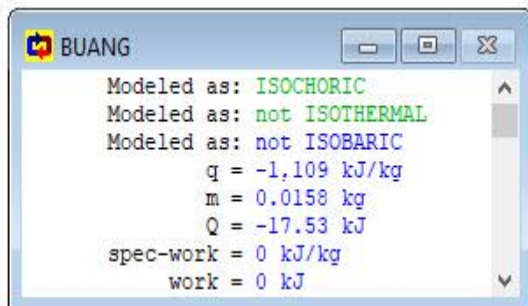 BUANG
Modeled as: ISOCHORIC
Modeled as: not ISOTHERMAL
Modeled as: not ISOBARIC
q = -1,109 kJ/kg
m = 0.0158 kg
Q = -17.53 kJ
spec-work = 0 kJ/kg
work = 0 kJ